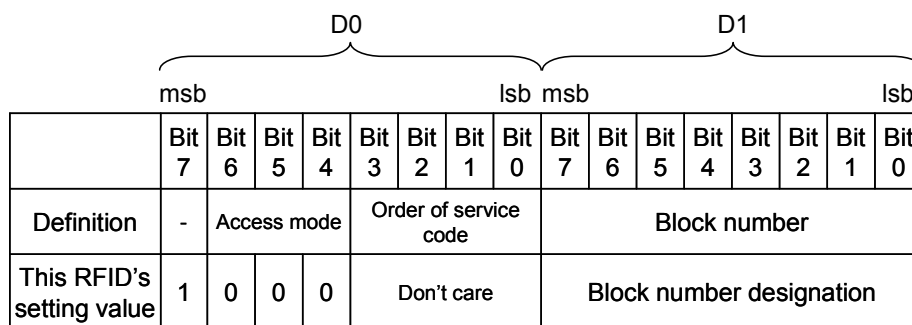 D0 D1
msb lsb msb lsb
Bit 7 Bit 6 Bit 5 Bit 4 Bit 3 Bit 2 Bit 1 Bit 0 Bit 7 Bit 6 Bit 5 Bit 4 Bit 3 Bit 2 Bit 1 Bit 0
Definition - Access mode Order of service code Block number
This RFID's setting value 1 0 0 0 Don't care Block number designation